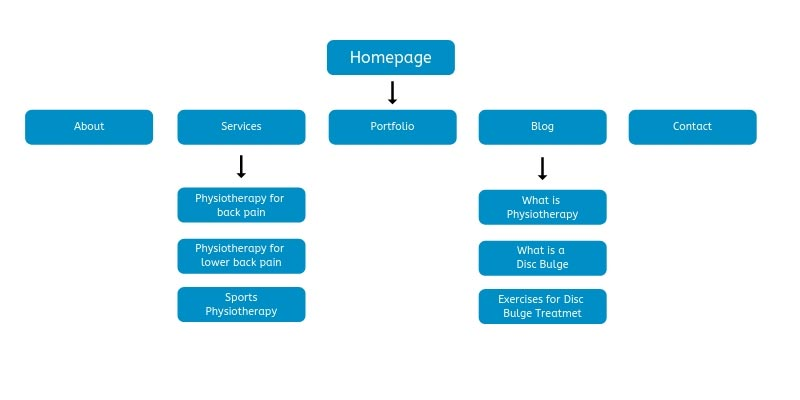 Homepage
About
Services
Portfolio
Blog
Contact
Physiotherapy for
back pain
Physiotherapy for
lower back pain
Sports
Physiotherapy
What is
Physiotherapy
What is a
Disc Bulge
Exercises for Disc
Bulge Treatmet